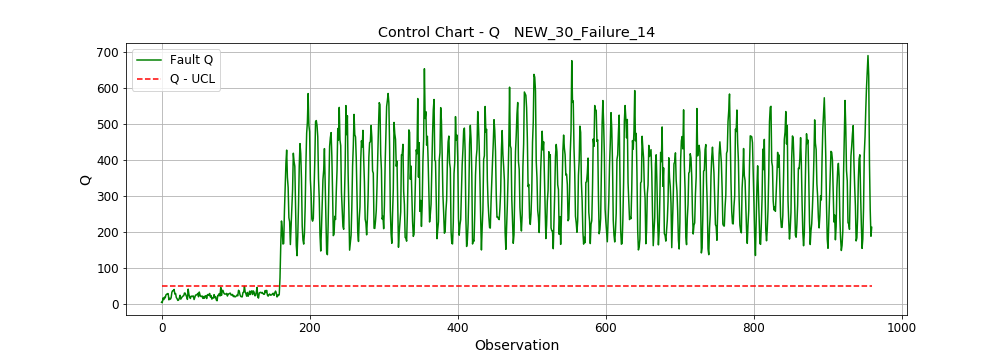 Control Chart - Q   NEW_30_Failure_14
Fault Q
Q - UCL
Q
700
600
500
400
300
200
100
0
0 200 400 600 800 1000
Observation